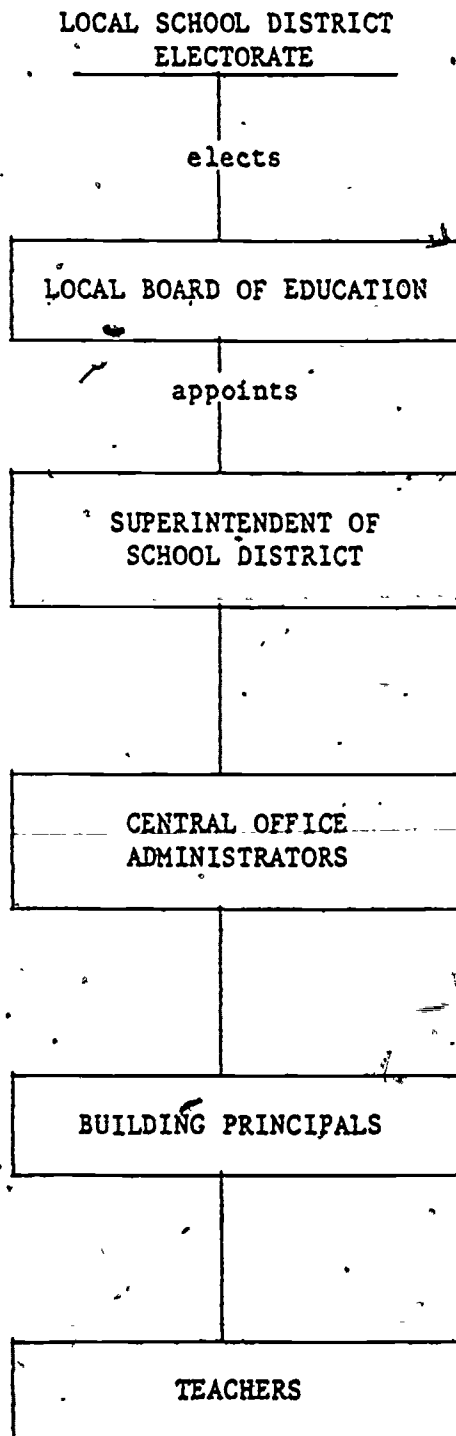 LOCAL SCHOOL DISTRICT
ELECTORATE
elects
LOCAL BOARD OF EDUCATION
appoints
SUPERINTENDENT OF
SCHOOL DISTRICT
CENTRAL OFFICE
ADMINISTRATORS
BUILDING PRINCIPALS
TEACHERS